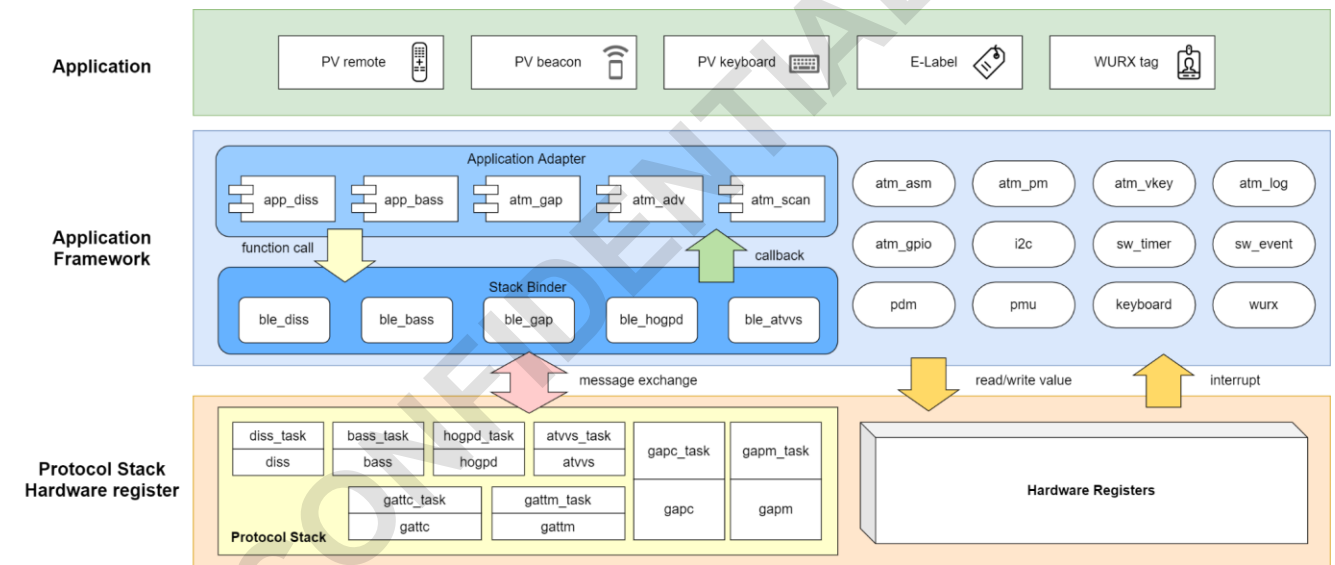 Application
PV remote
PV beacon
PV keyboard
E-Label
WURX tag
Application
Framework
Application Adapter
app_diss
app_bass
atm_gap
atm_adv
atm_scan
function call
callback
Stack Binder
ble_diss
ble_bass
ble_gap
ble_hogpd
ble_atvvs
atm_asm
atm_pm
atm_vkey
atm_log
atm_gpio
i2c
sw_timer
sw_event
pdm
pmu
keyboard
wurx
message exchange
read/write value
interrupt
Protocol Stack
Hardware register
diss_task
diss
bass_task
bass
hogpd_task
hogpd
atvvs_task
atvvs
gapc_task
gapc
gapm_task
gapm
gattc_task
gattc
gattm_task
gattm
Protocol Stack
Hardware Registers
CONFIDENTIAL